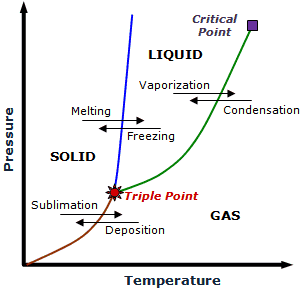 Critical
Point
LIQUID
Vaporization
Condensation
Melting
Freezing
SOLID
Triple Point
Sublimation
Deposition
GAS
Pressure
Temperature